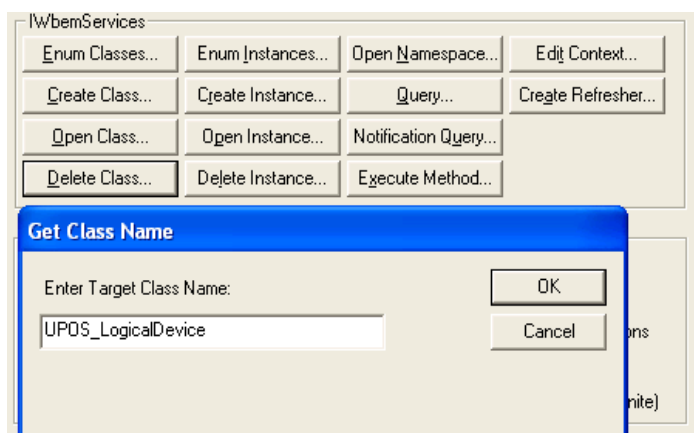 IWbemServices
Enum Classes... Enum Instances... Open Namespace... Edit Context...
Create Class... Create Instance... Query... Create Refresher...
Open Class... Open Instance... Notification Query...
Delete Class... Delete Instance... Execute Method...
Get Class Name
Enter Target Class Name:
OK
UPOS_LogicalDevice
Cancel